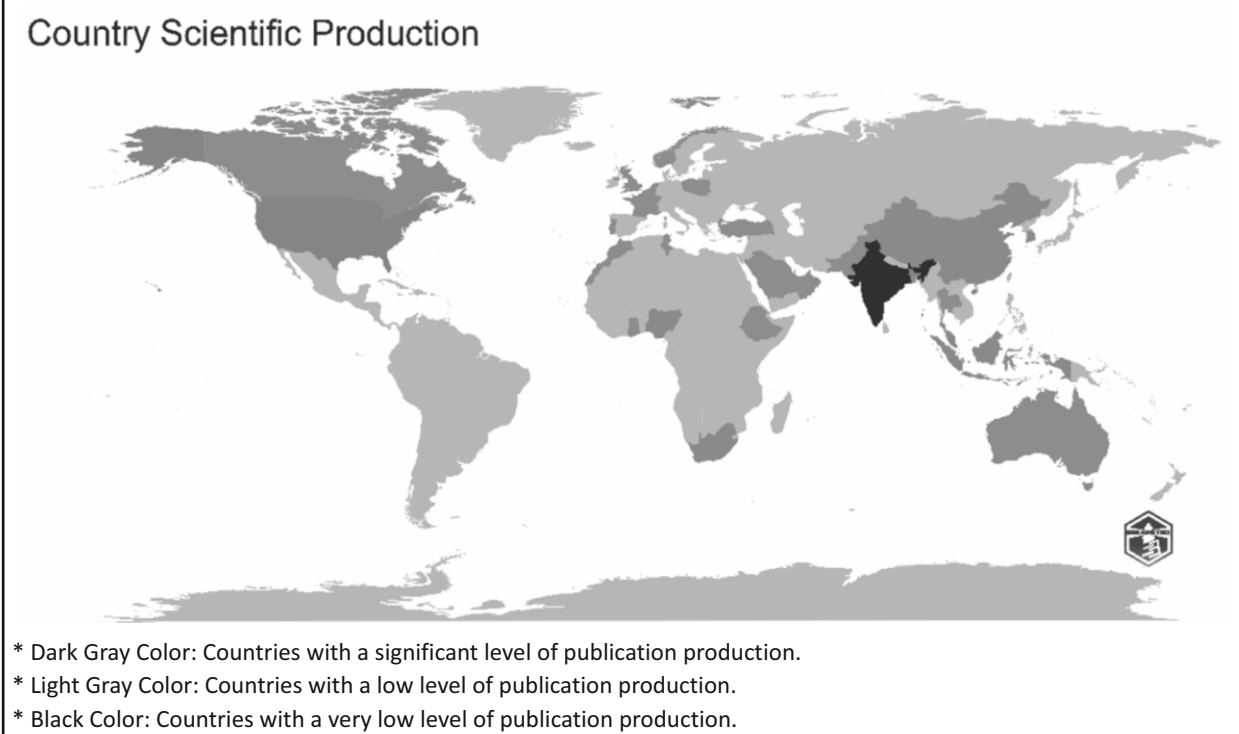 Country Scientific Production
* Dark Gray Color: Countries with a significant level of publication production.
* Light Gray Color: Countries with a low level of publication production.
* Black Color: Countries with a very low level of publication production.